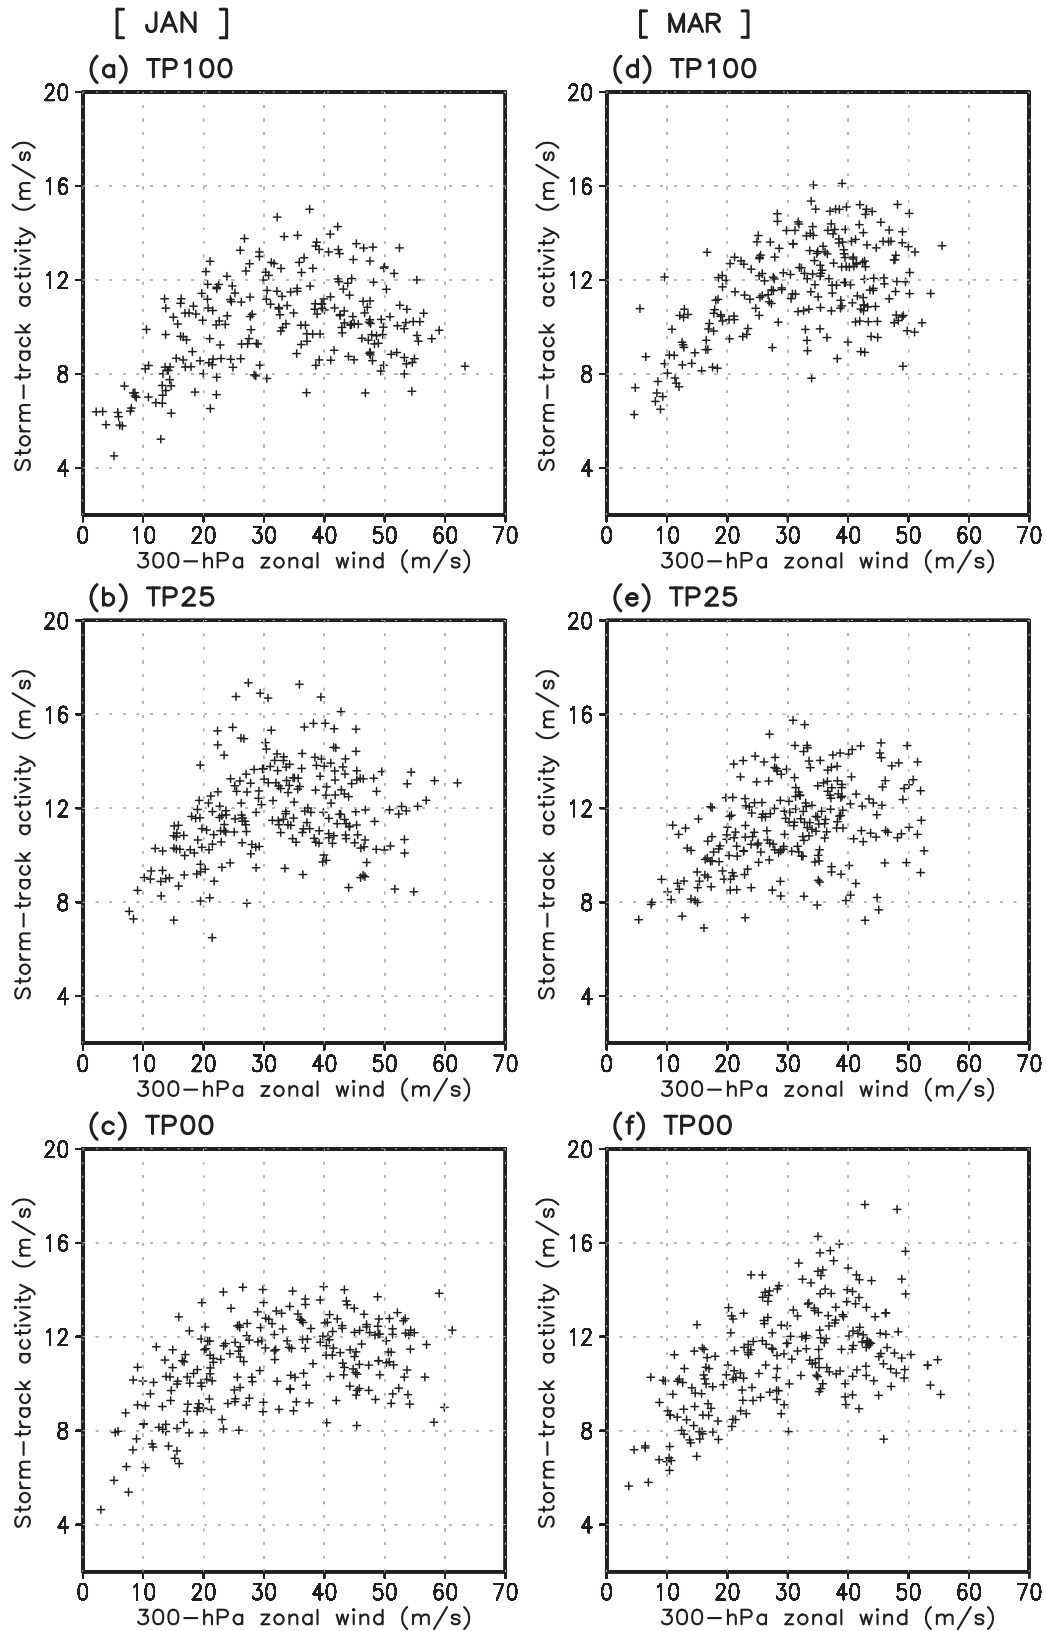 [ JAN ]
[ MAR ]
(a) TP100
(d) TP100
20
16
12
8
4
0 10 20 30 40 50 60 70
Storm-track activity (m/s)
300-hPa zonal wind (m/s)
20
16
12
8
4
0 10 20 30 40 50 60 70
Storm-track activity (m/s)
300-hPa zonal wind (m/s)
(b) TP25
(e) TP25
20
16
12
8
4
0 10 20 30 40 50 60 70
Storm-track activity (m/s)
300-hPa zonal wind (m/s)
20
16
12
8
4
0 10 20 30 40 50 60 70
Storm-track activity (m/s)
300-hPa zonal wind (m/s)
(c) TP00
(f) TP00
20
16
12
8
4
0 10 20 30 40 50 60 70
Storm-track activity (m/s)
300-hPa zonal wind (m/s)
20
16
12
8
4
0 10 20 30 40 50 60 70
Storm-track activity (m/s)
300-hPa zonal wind (m/s)